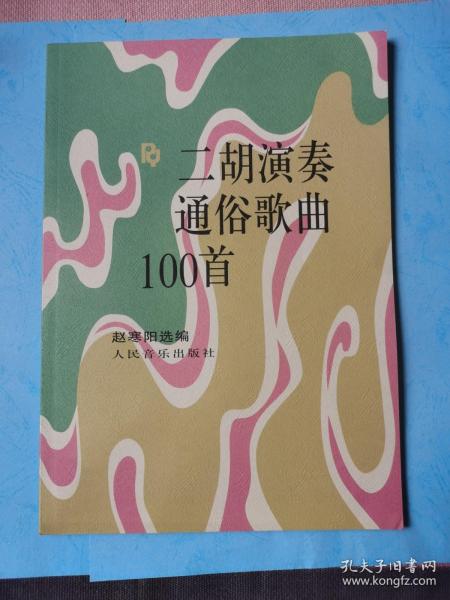 二胡演奏
通俗歌曲
100首
赵寒阳选编
人民音乐出版社
孔夫子旧书网
www.kongfz.com